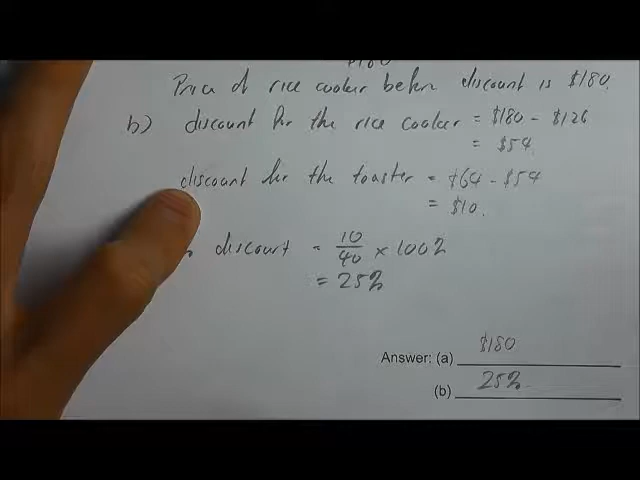 $180
Price of rice cooker before discount is $180.
b) discount for the rice cooker = $180 - $126
= $54
discount for the toaster = $64 - $54
= $10.
discount = 10/40 × 100%
= 25%
$180
Answer: (a)
25%
(b)